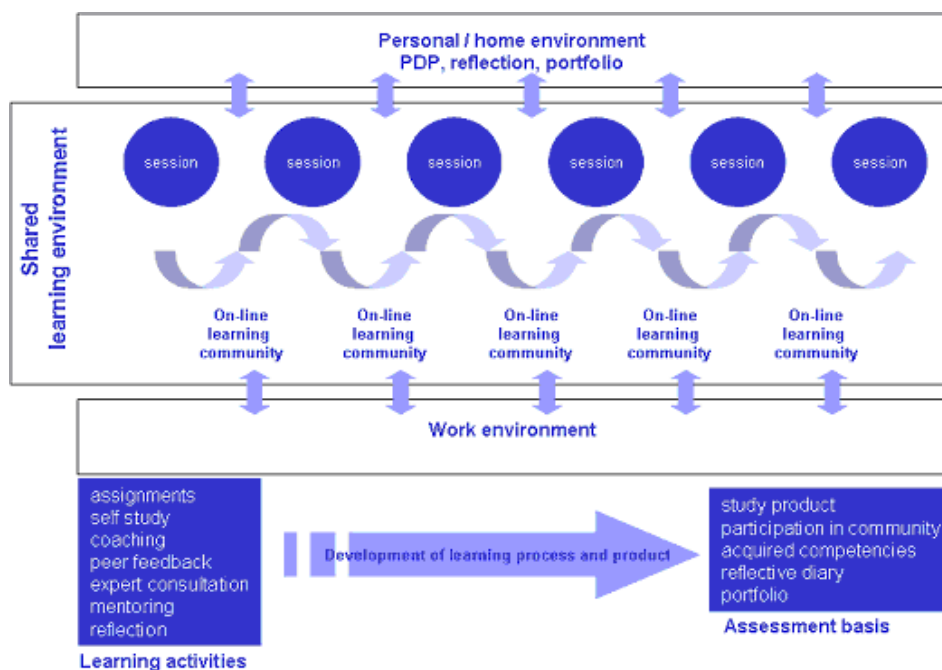 Personal / home environment
PDP, reflection, portfolio
Shared
learning environment
session
session
session
session
session
session
On-line
learning
community
On-line
learning
community
On-line
learning
community
On-line
learning
community
On-line
learning
community
Work environment
assignments
self study
coaching
peer feedback
expert consultation
mentoring
reflection
Learning activities
Development of learning process and product
study product
participation in community
acquired competencies
reflective diary
portfolio
Assessment basis